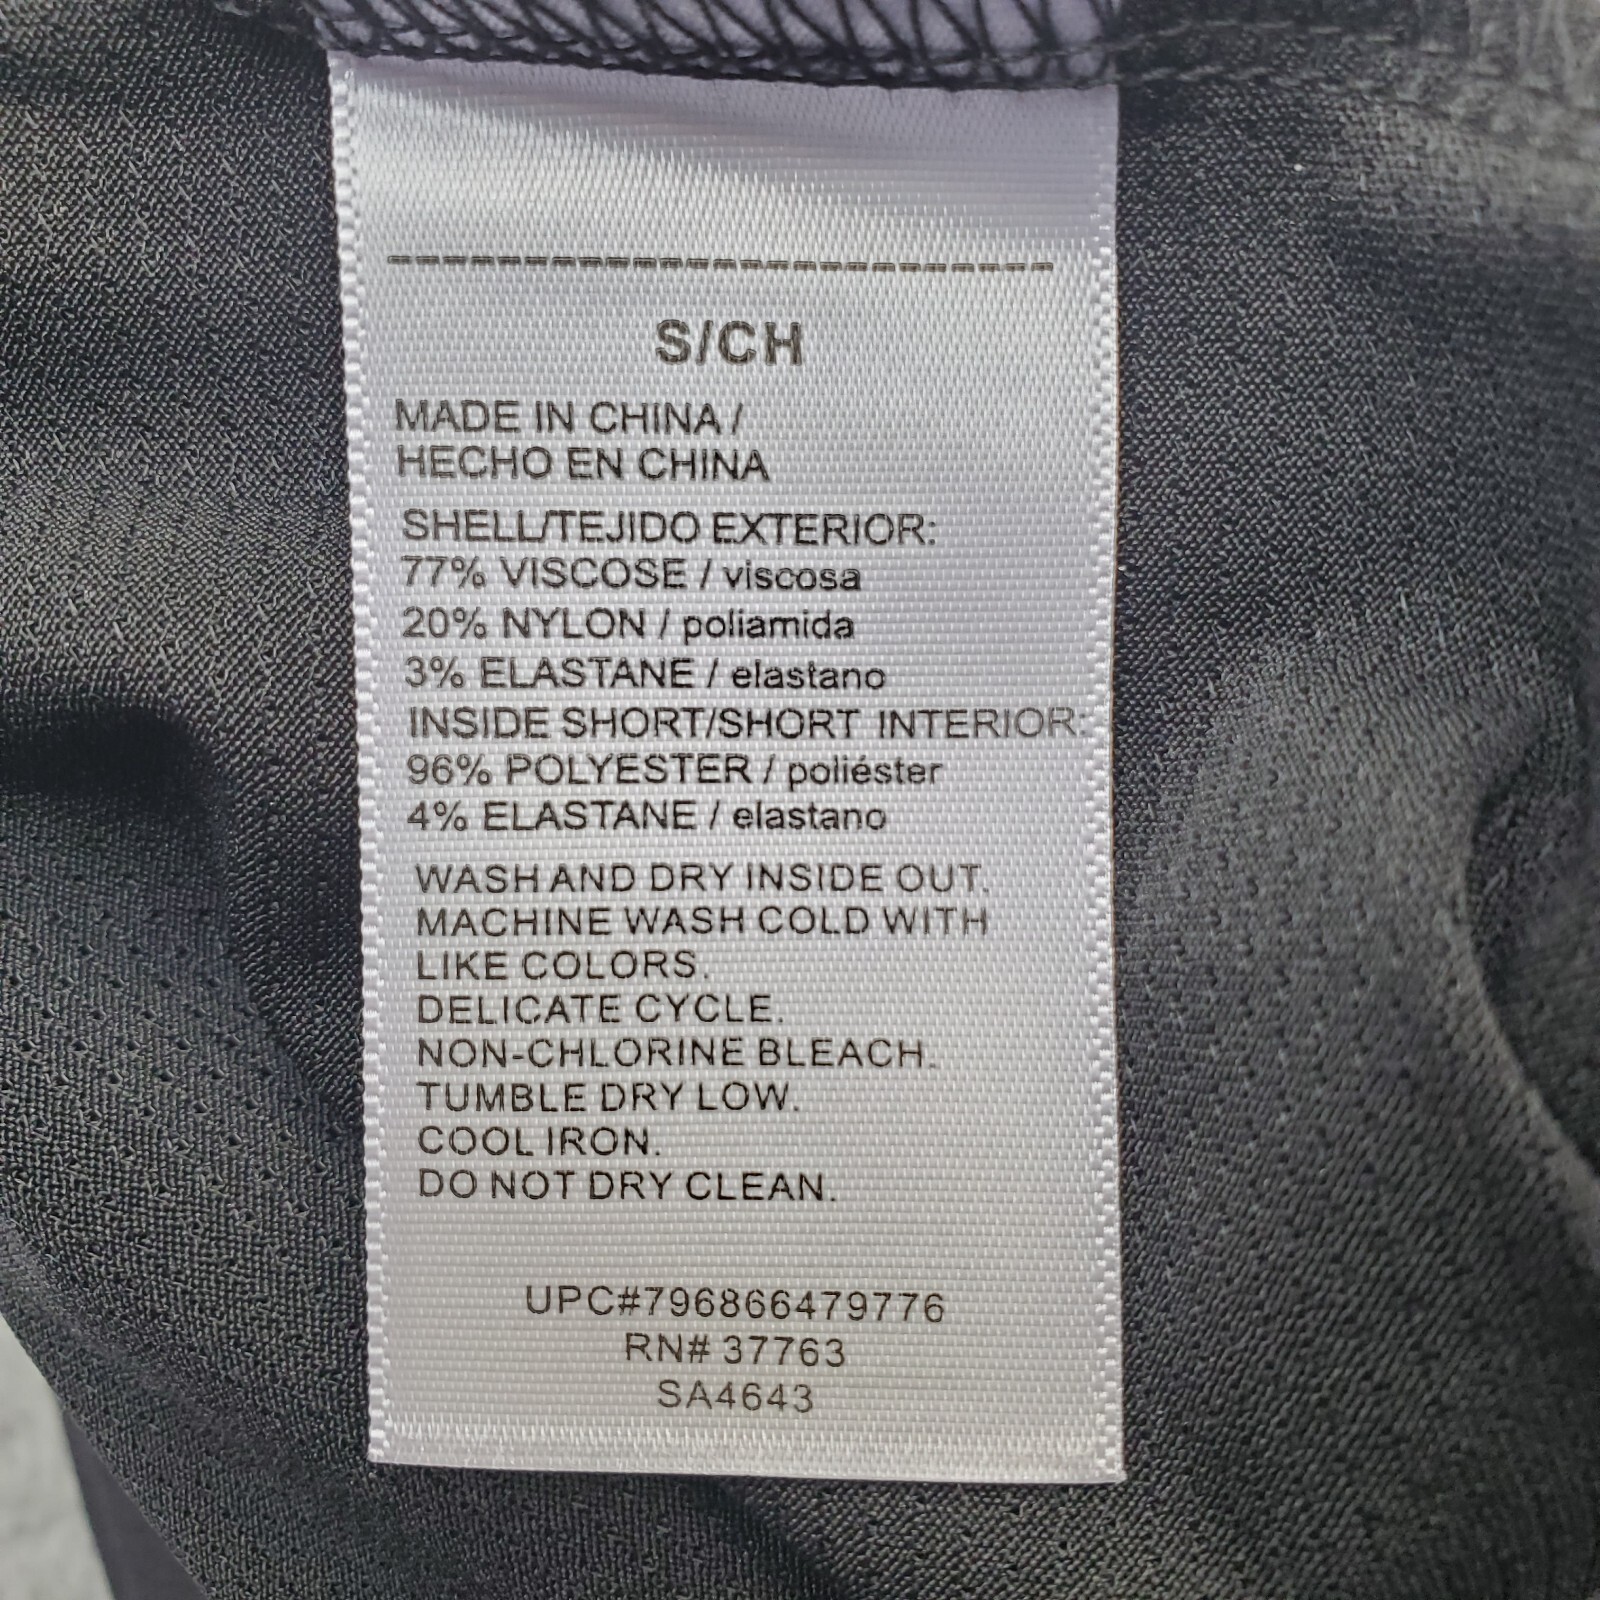 S/CH
MADE IN CHINA /
HECHO EN CHINA
SHELL/TEJIDO EXTERIOR:
77% VISCOSE / viscosa
20% NYLON / poliamida
3% ELASTANE / elastano
INSIDE SHORT/SHORT INTERIOR:
96% POLYESTER / poliéster
4% ELASTANE / elastano
WASH AND DRY INSIDE OUT.
MACHINE WASH COLD WITH
LIKE COLORS.
DELICATE CYCLE.
NON-CHLORINE BLEACH.
TUMBLE DRY LOW.
COOL IRON.
DO NOT DRY CLEAN.
UPC#796866479776
RN# 37763
SA4643